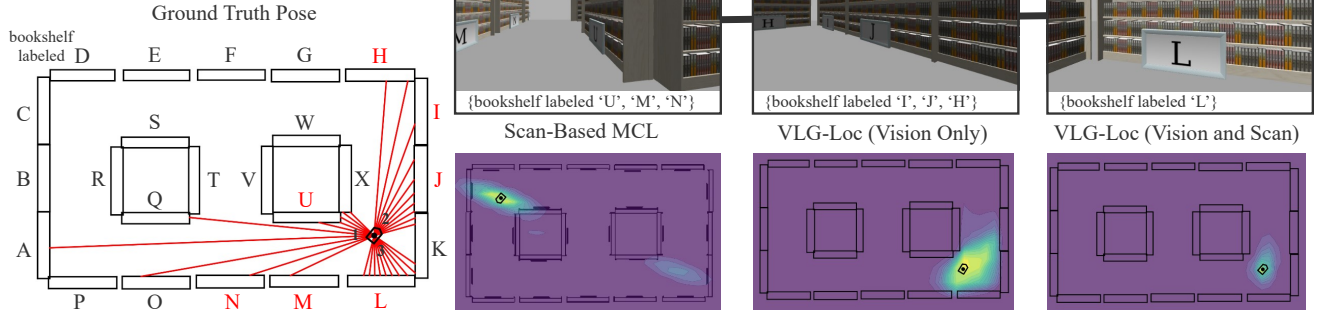 Ground Truth Pose
bookshelf
labeled
D E F G H
C I
S W
B R T V X J
Q U
2
1
A 3 K
P O N M L
M N U
{bookshelf labeled ‘U’, ‘M’, ‘N’}
H I J
{bookshelf labeled ‘I’, ‘J’, ‘H’}
L
{bookshelf labeled ‘L’}
Scan-Based MCL
VLG-Loc (Vision Only)
VLG-Loc (Vision and Scan)